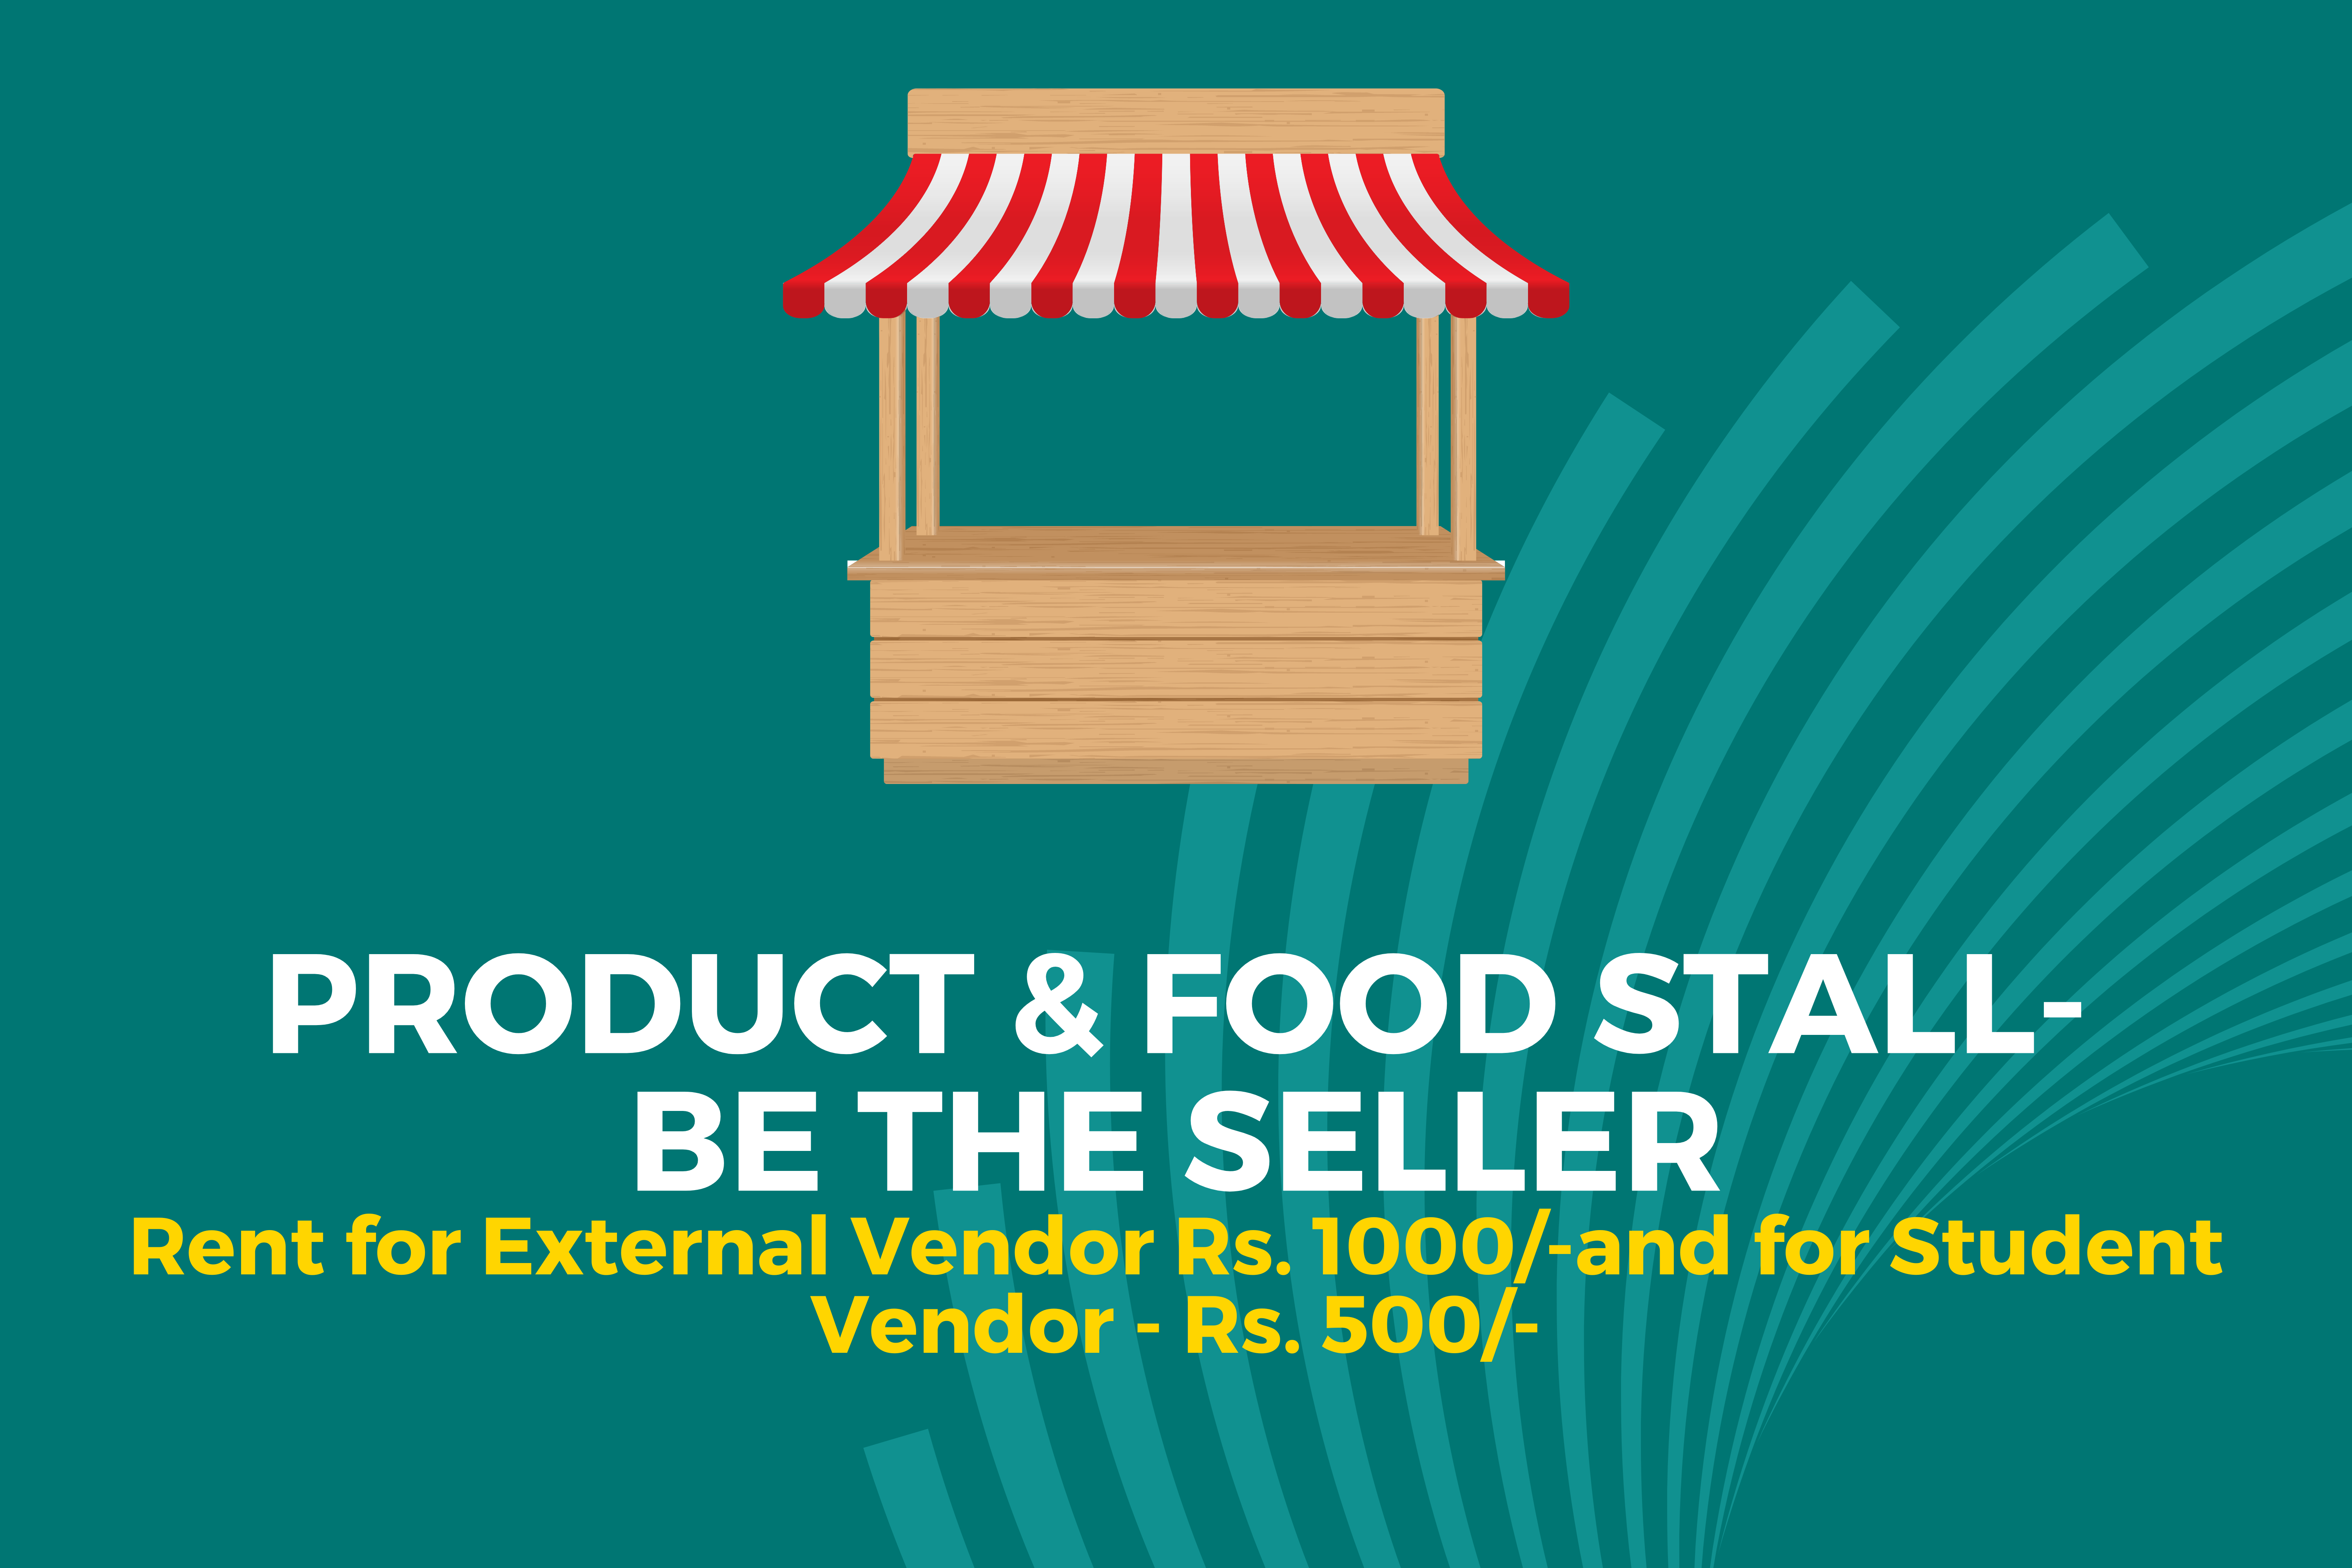 PRODUCT & FOOD STALL-
BE THE SELLER
Rent for External Vendor Rs. 1000/-and for Student
Vendor - Rs. 500/-